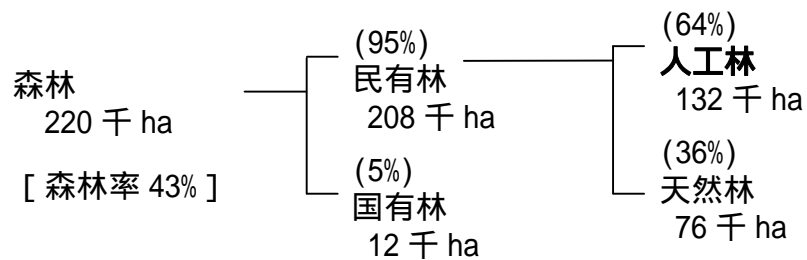 森林
220 千 ha
[ 森林率 43% ]
(95%)
民有林
208 千 ha
(5%)
国有林
12 千 ha
(64%)
人工林
132 千 ha
(36%)
天然林
76 千 ha